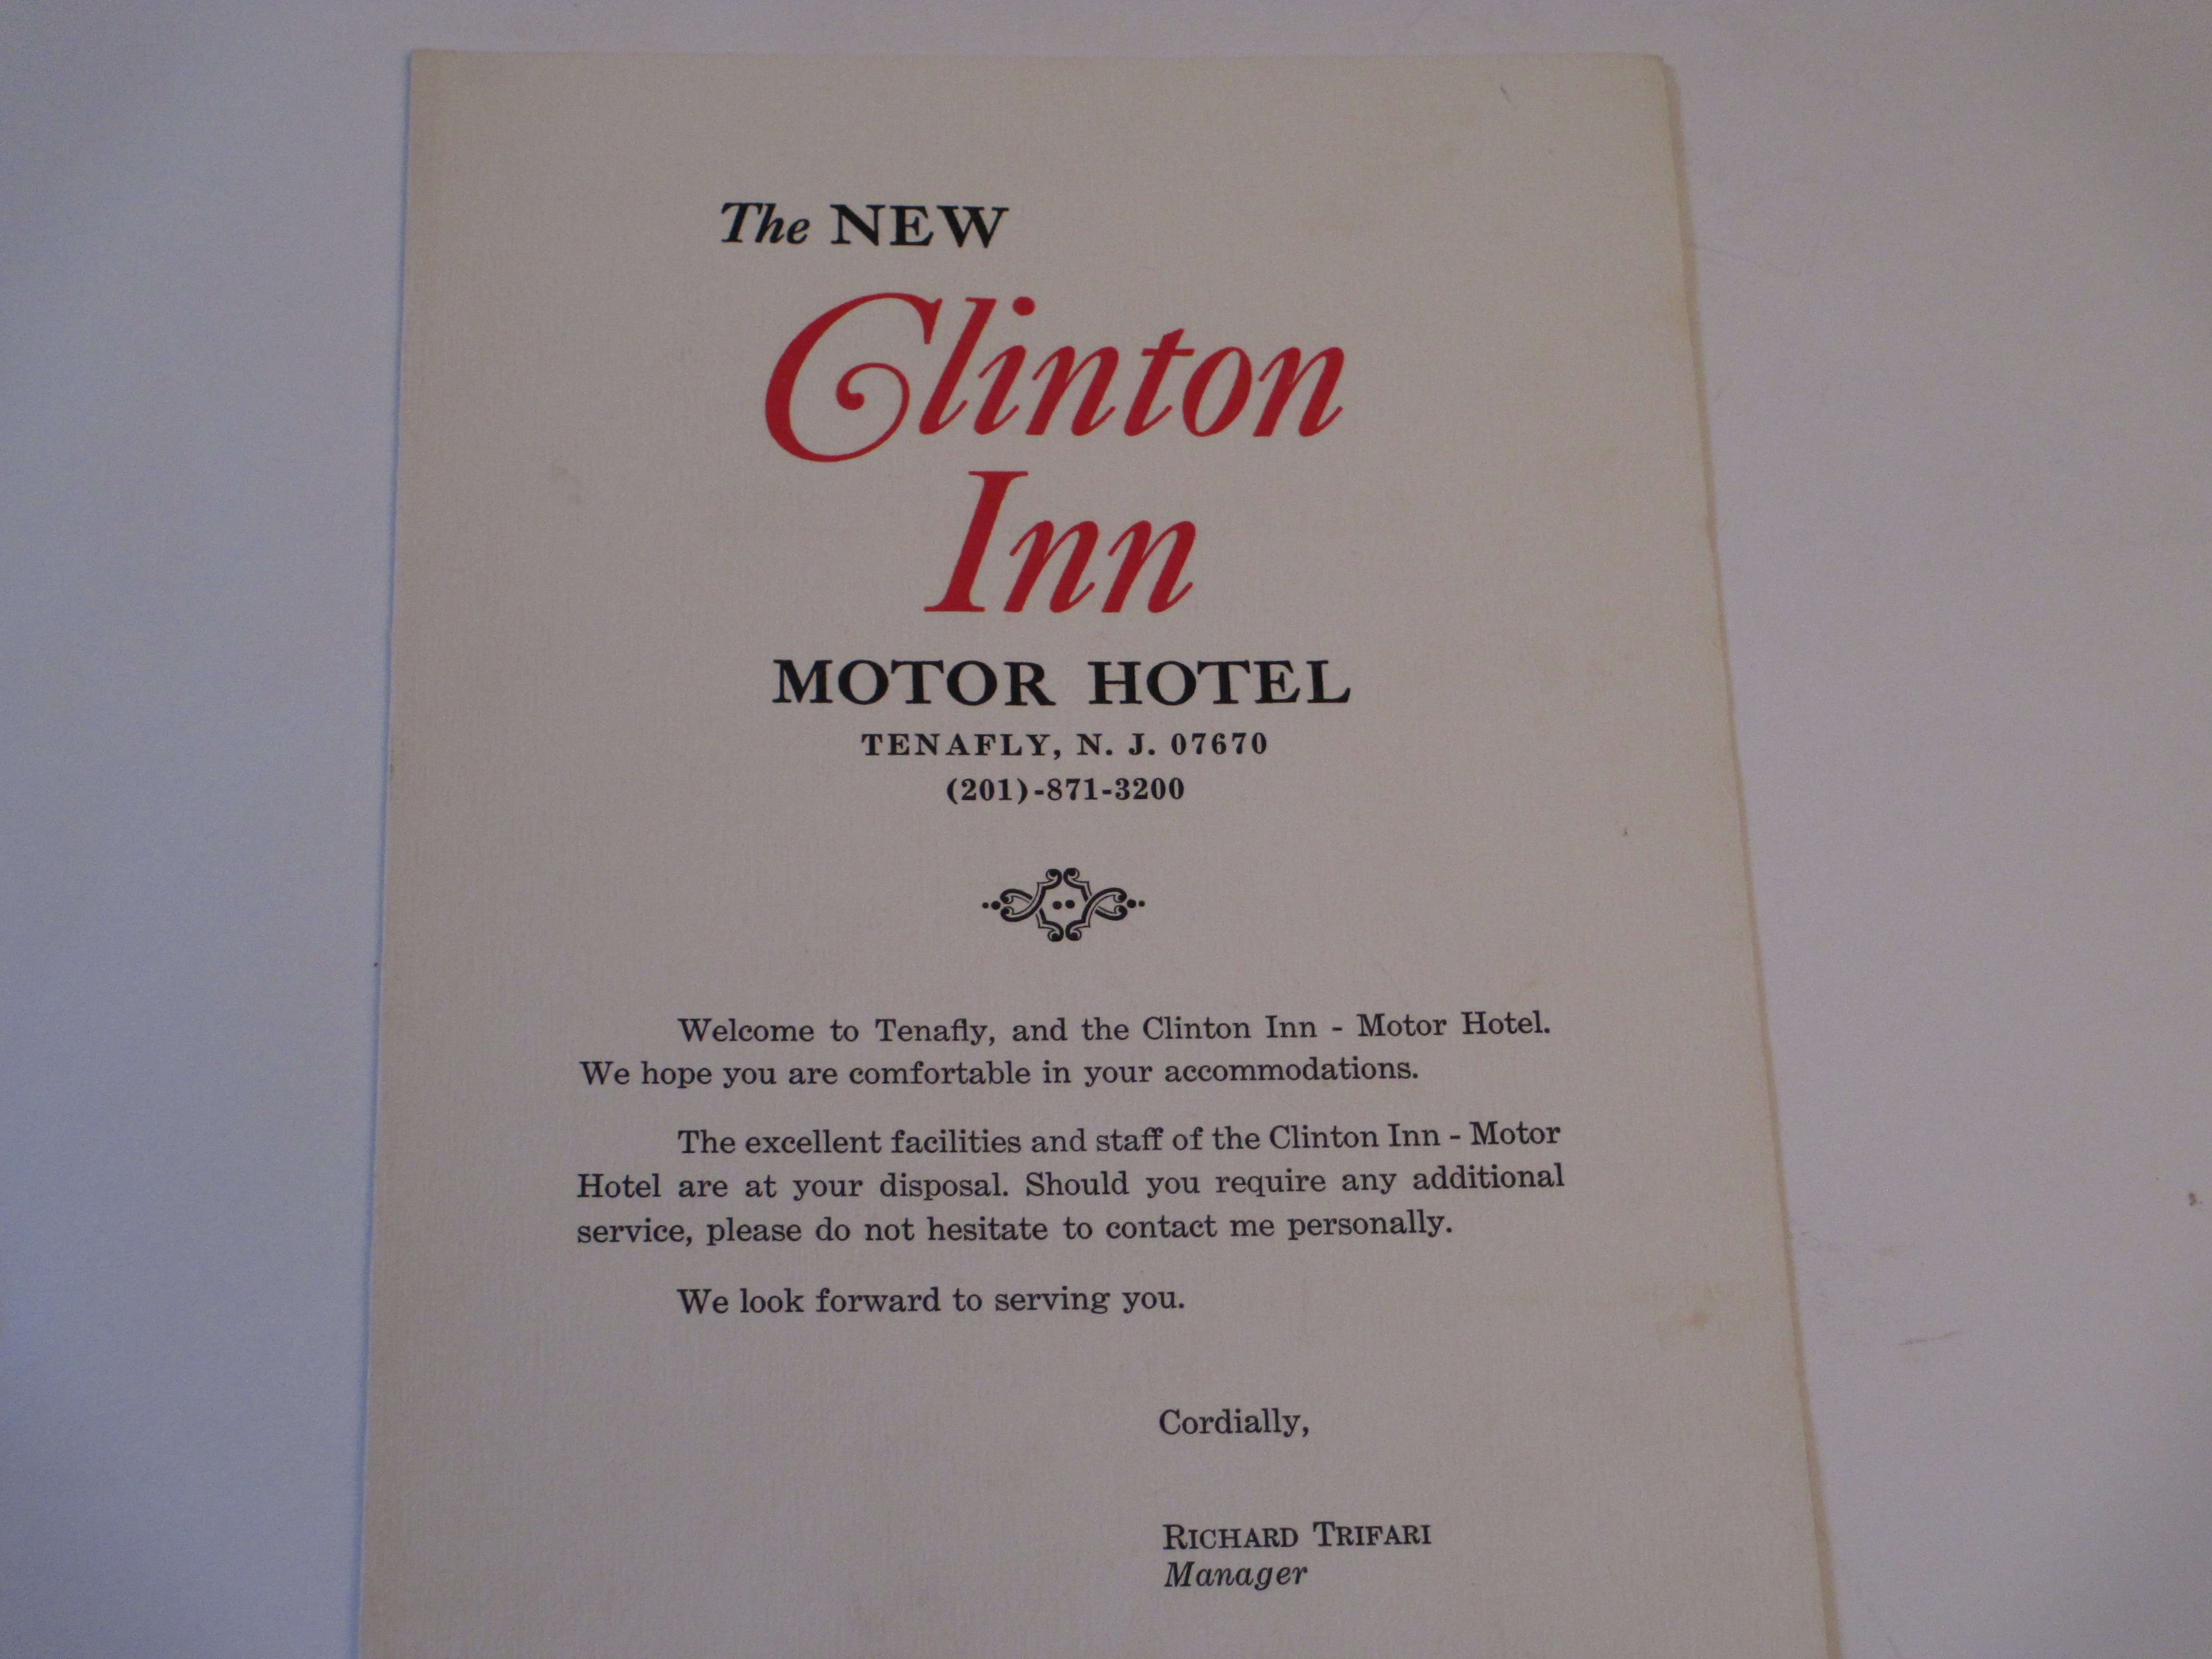 The NEW
Clinton
Inn
MOTOR HOTEL
TENAFLY, N. J. 07670
(201)-871-3200
Welcome to Tenafly, and the Clinton Inn - Motor Hotel.
We hope you are comfortable in your accommodations.
The excellent facilities and staff of the Clinton Inn - Motor
Hotel are at your disposal. Should you require any additional
service, please do not hesitate to contact me personally.
We look forward to serving you.
Cordially,
RICHARD TRIFARI
Manager